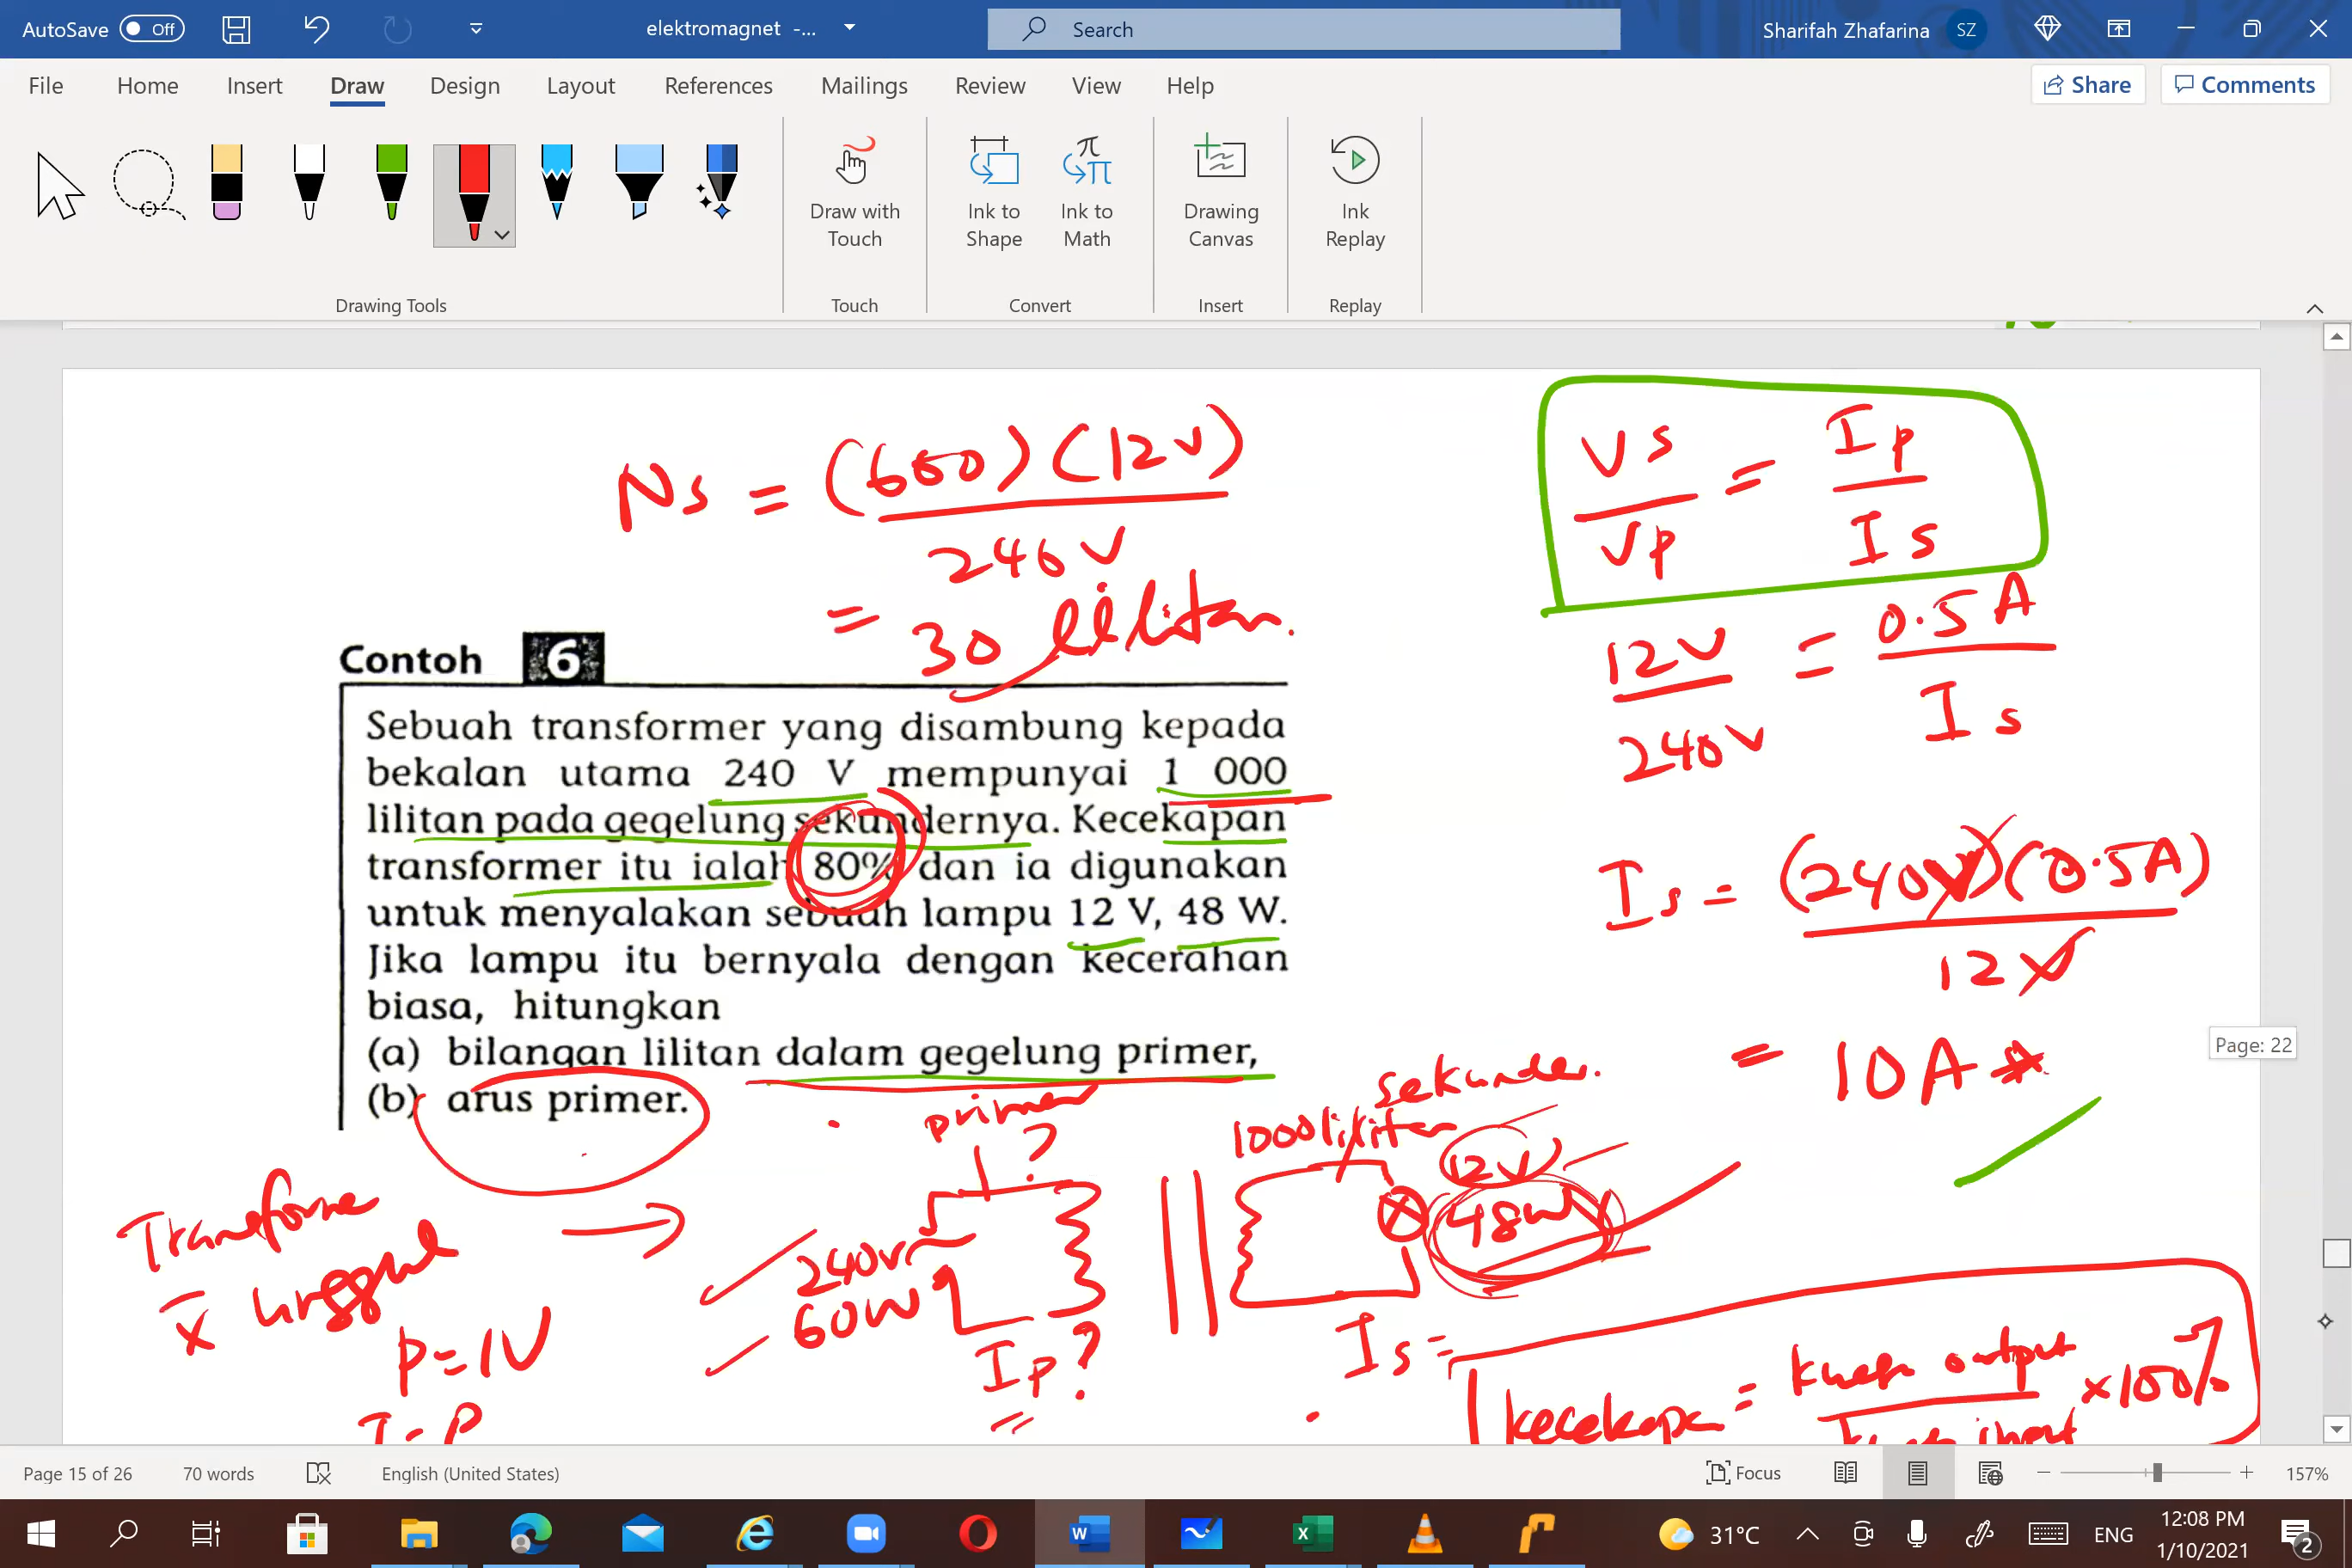 AutoSave Off elektromagnet -... Search Sharifah Zhafarina SZ
File Home Insert Draw Design Layout References Mailings Review View Help Share Comments
Draw with Touch
Ink to Shape
Ink to Math
Drawing Canvas
Ink Replay
Drawing Tools Touch Convert Insert Replay
Ns = (600)(12V)
240V
= 30 lilitan.
Vs/Vp = Ip/Is
12V/240V = 0.5A/Is
Is = (240V)(0.5A)
12V
= 10A
Contoh 6
Sebuah transformer yang disambung kepada
bekalan utama 240 V mempunyai 1 000
lilitan pada gegelung sekundernya. Kecekapan
transformer itu ialah 80% dan ia digunakan
untuk menyalakan sebuah lampu 12 V, 48 W.
Jika lampu itu bernyala dengan kecerahan
biasa, hitungkan
(a) bilangan lilitan dalam gegelung primer,
(b) arus primer.
Page: 22
primer
?
sekunder.
1000 lilitan
12V
48W
240V
60W
Ip?
Is =
x unggul
P=IV
I=P
kuasa output
x100%
Page 15 of 26 70 words English (United States) Focus 157%
31°C ENG 12:08 PM
1/10/2021
2